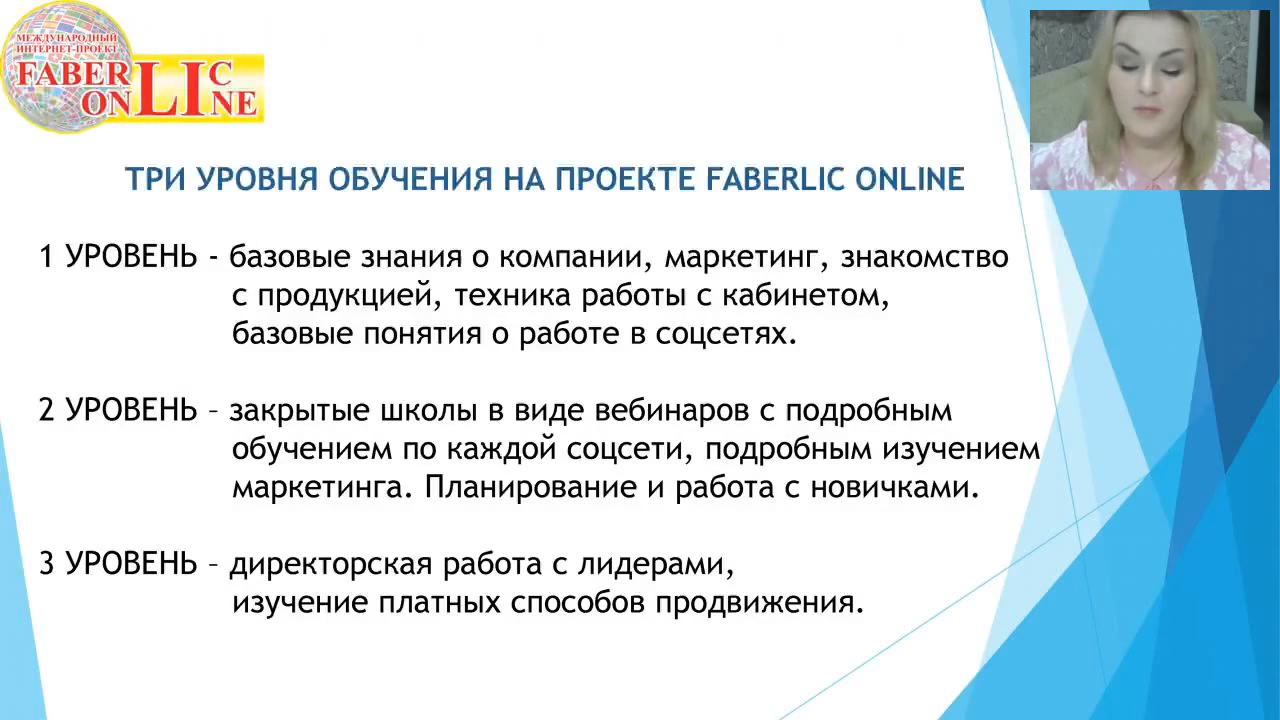 МЕЖДУНАРОДНЫЙ
ИНТЕРНЕТ-ПРОЕКТ
FABERLIC
ONLINE
ТРИ УРОВНЯ ОБУЧЕНИЯ НА ПРОЕКТЕ FABERLIC ONLINE
1 УРОВЕНЬ - базовые знания о компании, маркетинг, знакомство
с продукцией, техника работы с кабинетом,
базовые понятия о работе в соцсетях.
2 УРОВЕНЬ – закрытые школы в виде вебинаров с подробным
обучением по каждой соцсети, подробным изучением
маркетинга. Планирование и работа с новичками.
3 УРОВЕНЬ – директорская работа с лидерами,
изучение платных способов продвижения.